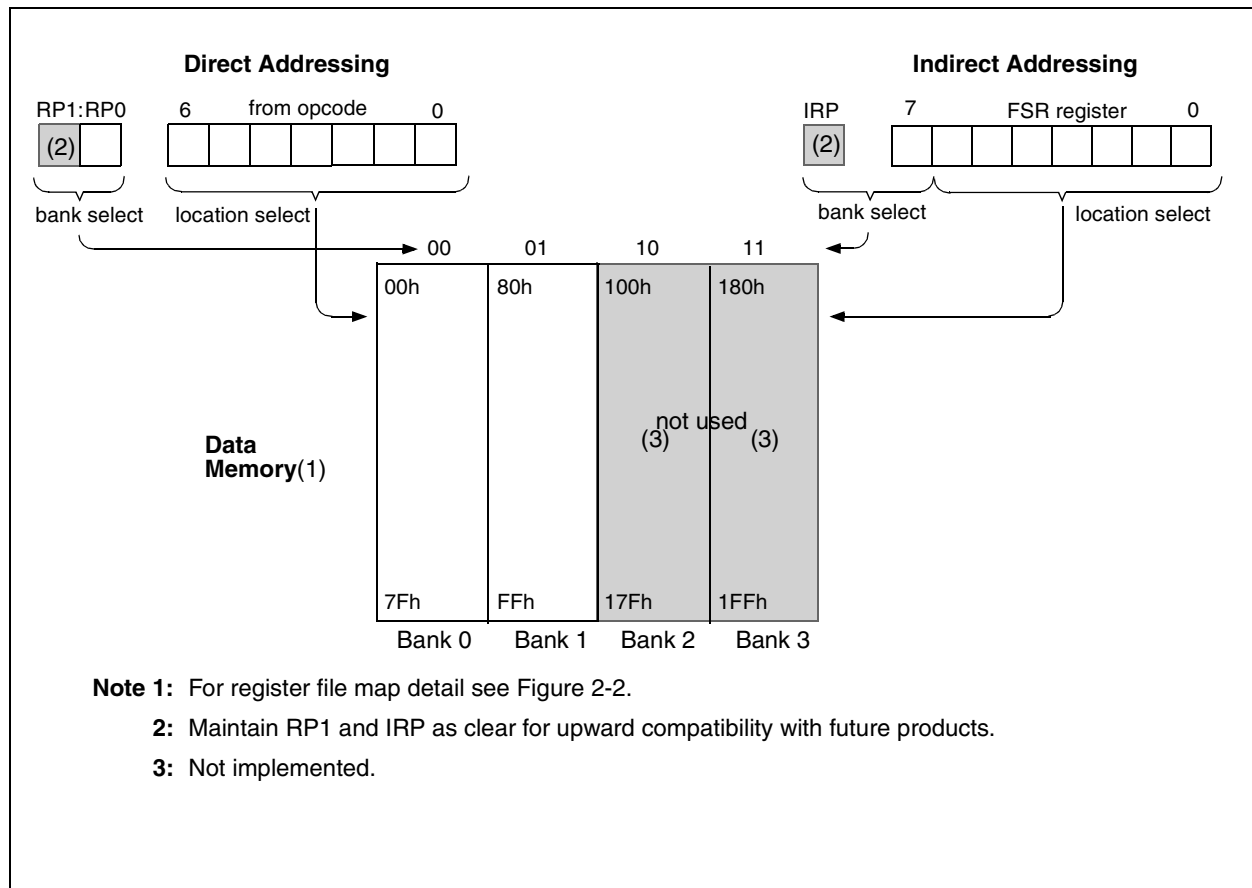 Direct Addressing
Indirect Addressing
RP1:RP0 6 from opcode 0
IRP 7 FSR register 0
(2)
(2)
bank select location select
bank select location select
00 01 10 11
00h 80h 100h 180h
not used
(3) (3)
Data
Memory(1)
7Fh FFh 17Fh 1FFh
Bank 0 Bank 1 Bank 2 Bank 3
Note 1: For register file map detail see Figure 2-2.
2: Maintain RP1 and IRP as clear for upward compatibility with future products.
3: Not implemented.